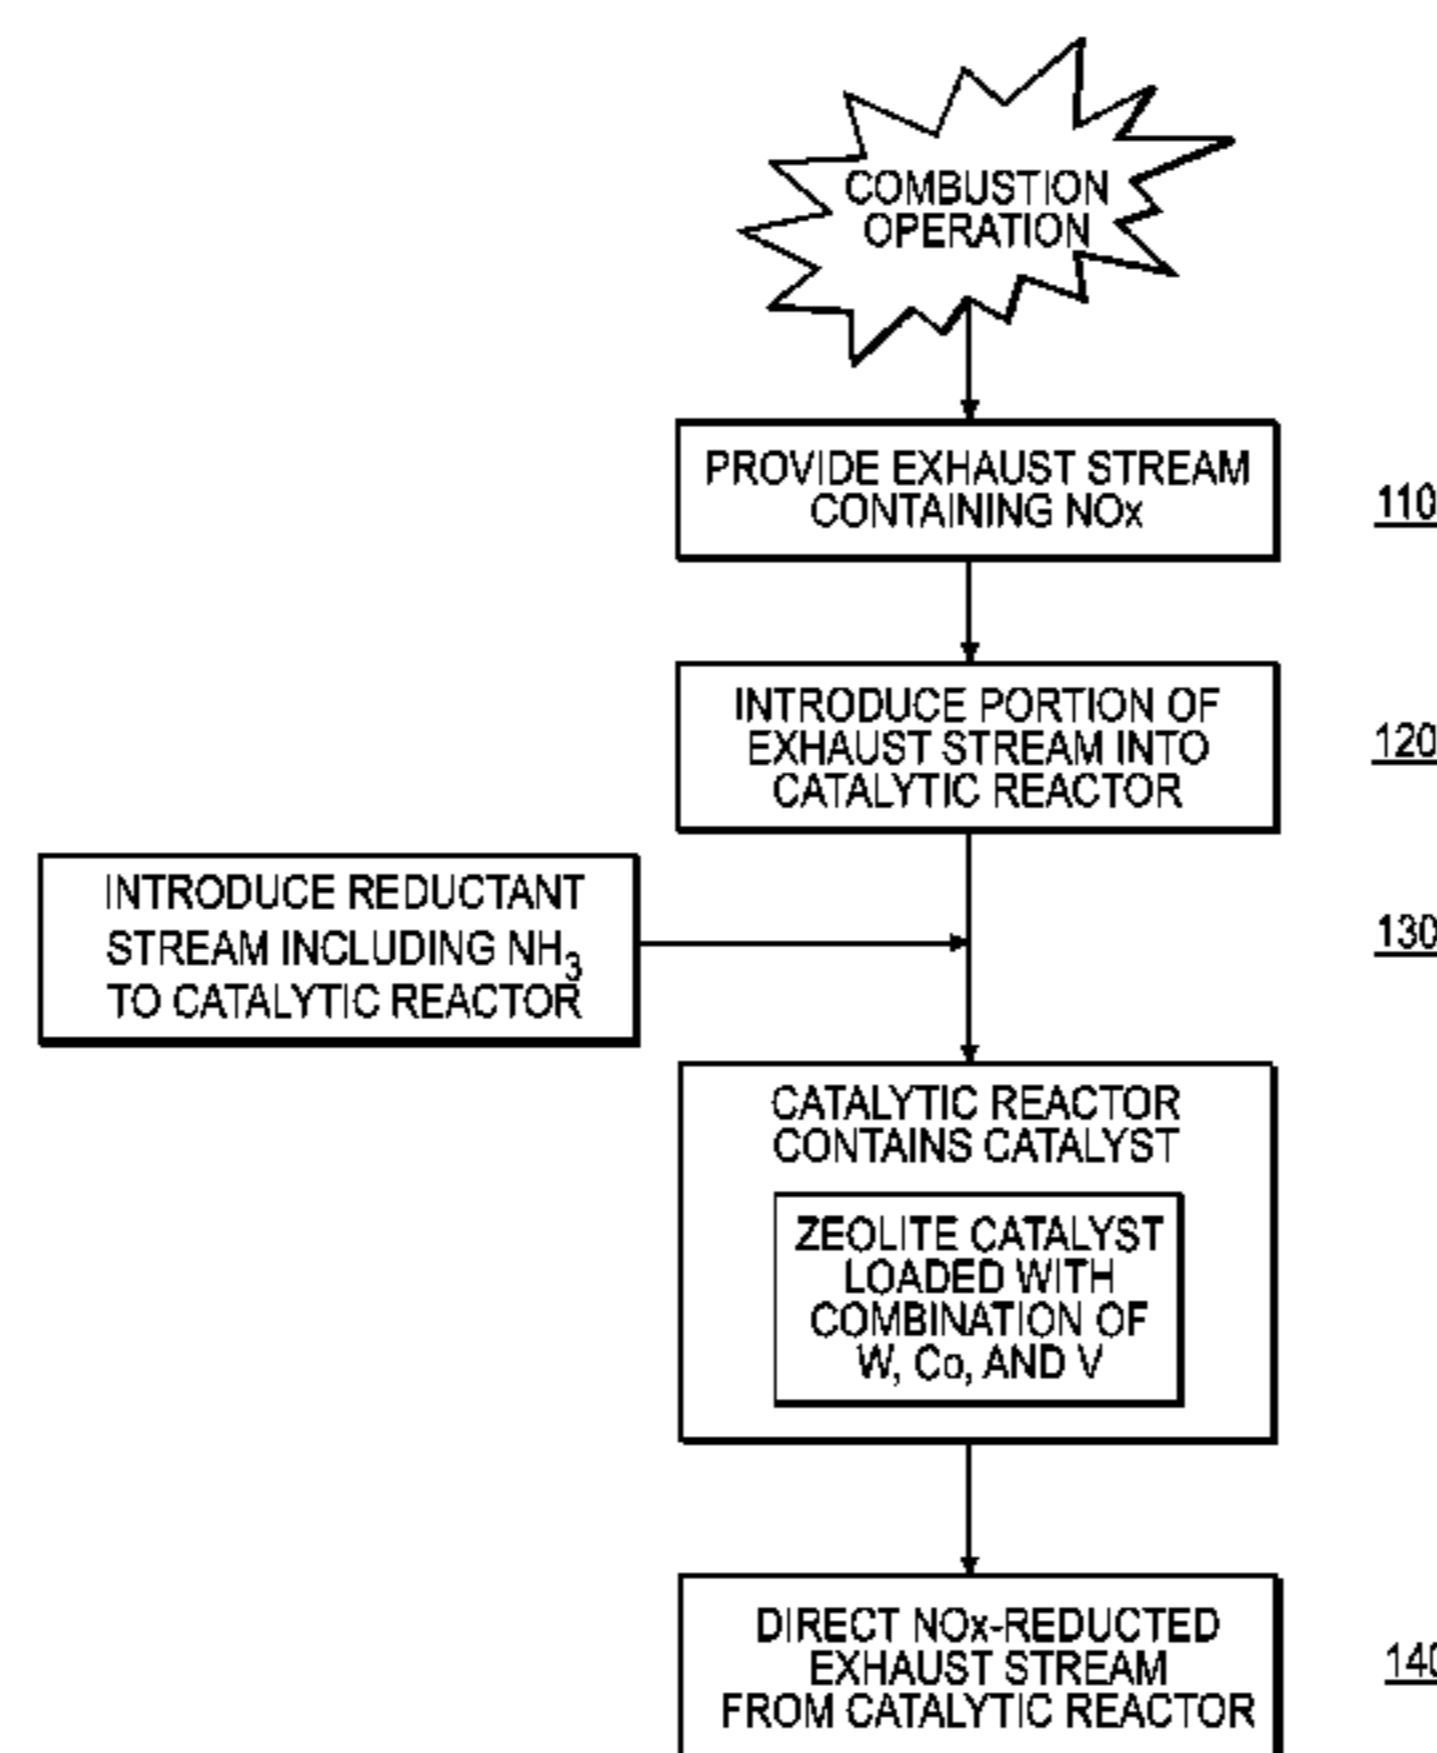 COMBUSTION
OPERATION
PROVIDE EXHAUST STREAM
CONTAINING NOx
110
INTRODUCE PORTION OF
EXHAUST STREAM INTO
CATALYTIC REACTOR
120
INTRODUCE REDUCTANT
STREAM INCLUDING NH3
TO CATALYTIC REACTOR
130
CATALYTIC REACTOR
CONTAINS CATALYST
ZEOLITE CATALYST
LOADED WITH
COMBINATION OF
W, Co, AND V
DIRECT NOx-REDUCTED
EXHAUST STREAM
FROM CATALYTIC REACTOR
140